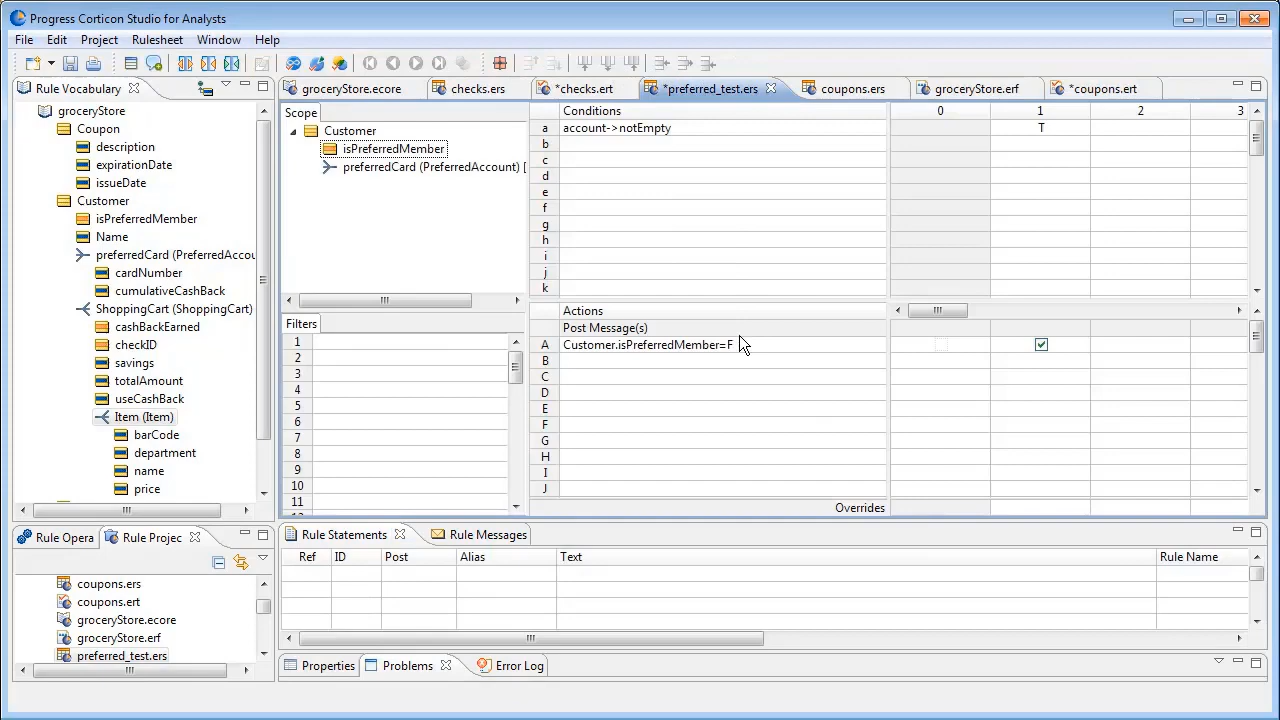 Progress Corticon Studio for Analysts
File Edit Project Rulesheet Window Help
Rule Vocabulary
groceryStore
Coupon
description
expirationDate
issueDate
Customer
isPreferredMember
Name
preferredCard (PreferredAccou
cardNumber
cumulativeCashBack
ShoppingCart (ShoppingCart)
cashBackEarned
checkID
savings
totalAmount
useCashBack
Item (Item)
barCode
department
name
price
Rule Opera Rule Projec
coupons.ers
coupons.ert
groceryStore.ecore
groceryStore.erf
preferred_test.ers
groceryStore.ecore checks.ers *checks.ert *preferred_test.ers coupons.ers groceryStore.erf *coupons.ert
Scope
Customer
isPreferredMember
preferredCard (PreferredAccount) [
Filters
1
2
3
4
5
6
7
8
9
10
11
Conditions 0 1 2 3
a account->notEmpty T
b
c
d
e
f
g
h
i
j
k
Actions
Post Message(s)
A Customer.isPreferredMember=F
B
C
D
E
F
G
H
I
J
Overrides
Rule Statements Rule Messages
Ref ID Post Alias Text Rule Name
Properties Problems Error Log